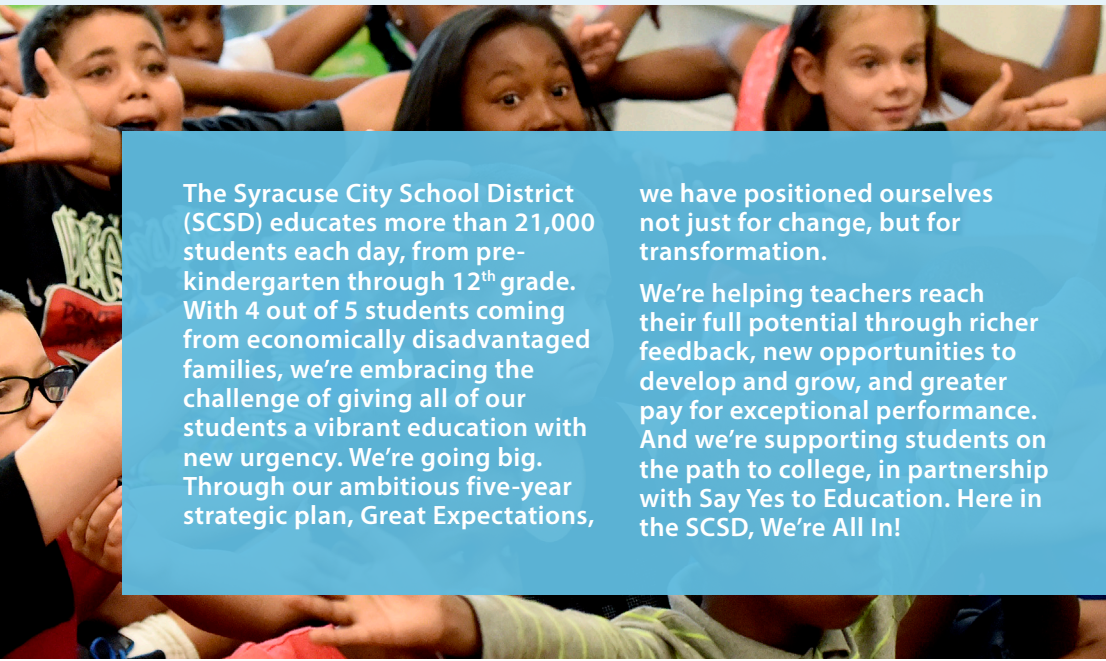 The Syracuse City School District
(SCSD) educates more than 21,000
students each day, from pre-
kindergarten through 12th grade.
With 4 out of 5 students coming
from economically disadvantaged
families, we’re embracing the
challenge of giving all of our
students a vibrant education with
new urgency. We’re going big.
Through our ambitious five-year
strategic plan, Great Expectations,
we have positioned ourselves
not just for change, but for
transformation.
We’re helping teachers reach
their full potential through richer
feedback, new opportunities to
develop and grow, and greater
pay for exceptional performance.
And we’re supporting students on
the path to college, in partnership
with Say Yes to Education. Here in
the SCSD, We’re All In!